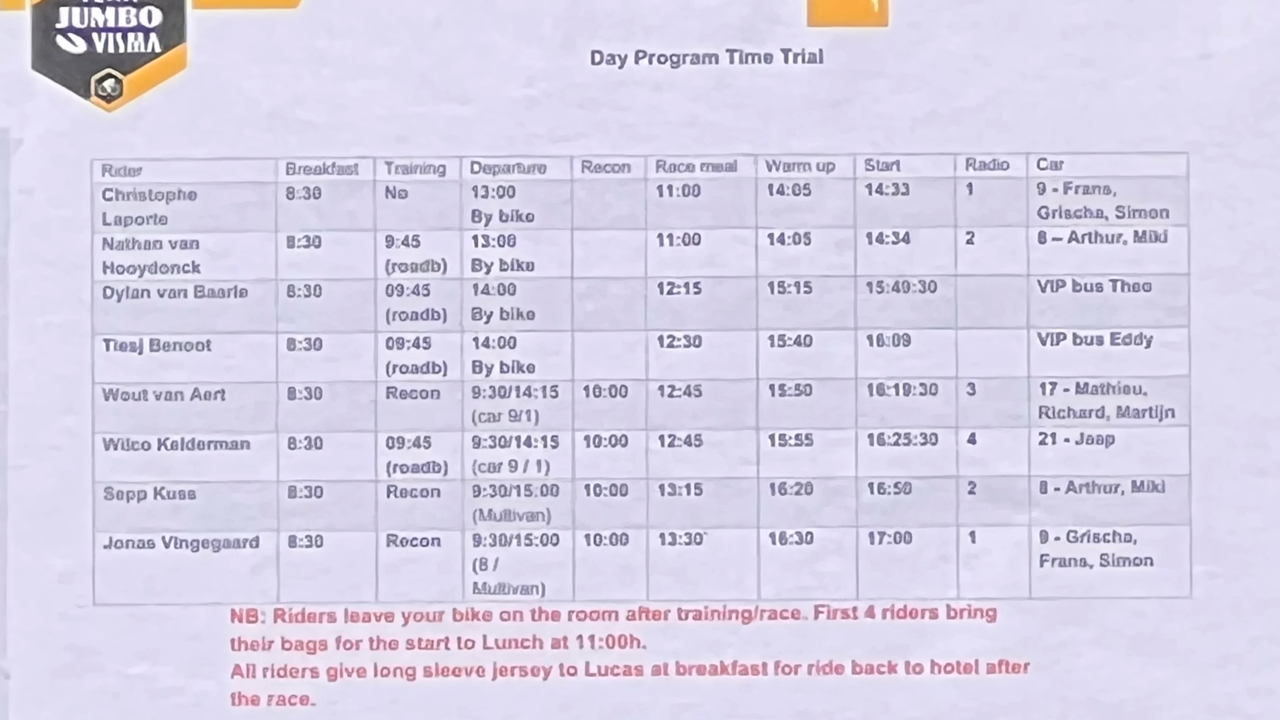 JUMBO
VISMA
Day Program Time Trial
Rider Breakfast Training Departure Recon Race meal Warm up Start Radio Car
Christophe 8:30 No 13:00 11:00 14:05 14:33 1 9 - Frans,
Laporte By bike Grischa, Simon
Nathan van 8:30 9:45 13:00 11:00 14:05 14:34 2 8 – Arthur, Miki
Hooydonck (roadb) By bike
Dylan van Baarle 8:30 09:45 14:00 12:15 15:15 15:49:30 VIP bus Theo
(roadb) By bike
Tiesj Benoot 8:30 09:45 14:00 12:30 15:40 16:09 VIP bus Eddy
(roadb) By bike
Wout van Aert 8:30 Recon 9:30/14:15 10:00 12:45 15:50 16:19:30 3 17 - Mathieu,
(car 9/1) Richard, Martijn
Wilco Kelderman 8:30 09:45 9:30/14:15 10:00 12:45 15:55 16:25:30 4 21 - Jaap
(roadb) (car 9 / 1)
Sepp Kuss 8:30 Recon 9:30/15:00 10:00 13:15 16:20 16:50 2 8 - Arthur, Miki
(Multivan)
Jonas Vingegaard 8:30 Recon 9:30/15:00 10:00 13:30 16:30 17:00 1 9 - Grischa,
(8 / Frans, Simon
Multivan)
NB: Riders leave your bike on the room after training/race. First 4 riders bring
their bags for the start to Lunch at 11:00h.
All riders give long sleeve jersey to Lucas at breakfast for ride back to hotel after
the race.